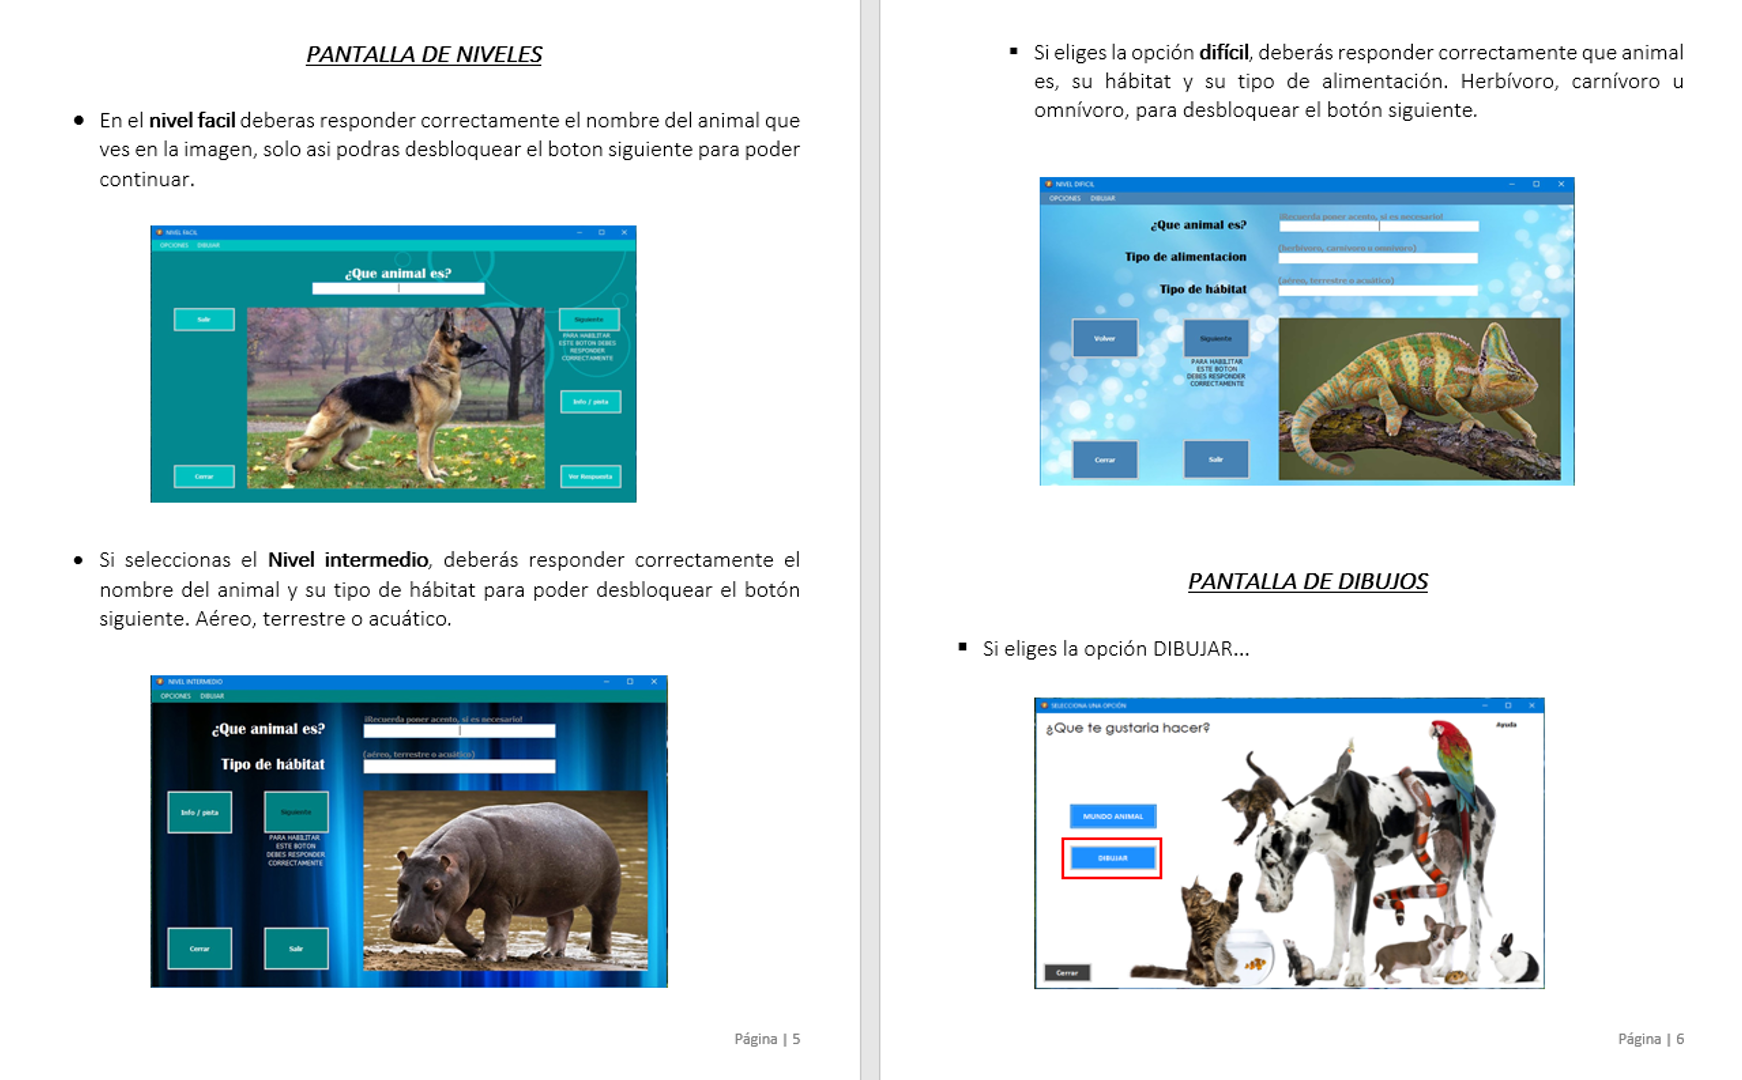 PANTALLA DE NIVELES
● En el nivel facil deberas responder correctamente el nombre del animal que
ves en la imagen, solo asi podras desbloquear el boton siguiente para poder
continuar.
NIVEL FACIL
OPCIONES DIBUJAR
¿Que animal es?
Salir
Siguiente
PARA HABILITAR
ESTE BOTON DEBES
RESPONDER
CORRECTAMENTE
Info / pista
Cerrar
Ver Respuesta
● Si seleccionas el Nivel intermedio, deberás responder correctamente el
nombre del animal y su tipo de hábitat para poder desbloquear el botón
siguiente. Aéreo, terrestre o acuático.
NIVEL INTERMEDIO
OPCIONES DIBUJAR
¡Recuerda poner acento, si es necesario!
¿Que animal es?
(aéreo, terrestre o acuático)
Tipo de hábitat
Info / pista
Siguiente
PARA HABILITAR
ESTE BOTON
DEBES RESPONDER
CORRECTAMENTE
Cerrar
Salir
Página | 5
▪ Si eliges la opción difícil, deberás responder correctamente que animal
es, su hábitat y su tipo de alimentación. Herbívoro, carnívoro u
omnívoro, para desbloquear el botón siguiente.
NIVEL DIFICIL
OPCIONES DIBUJAR
¡Recuerda poner acento, si es necesario!
¿Que animal es?
(herbívoro, carnívoro u omnívoro)
Tipo de alimentacion
(aéreo, terrestre o acuático)
Tipo de hábitat
Volver
Siguiente
PARA HABILITAR
ESTE BOTON
DEBES RESPONDER
CORRECTAMENTE
Cerrar
Salir
PANTALLA DE DIBUJOS
▪ Si eliges la opción DIBUJAR...
SELECCIONA UNA OPCIÓN
¿Que te gustaria hacer?
Ayuda
MUNDO ANIMAL
DIBUJAR
Cerrar
Página | 6